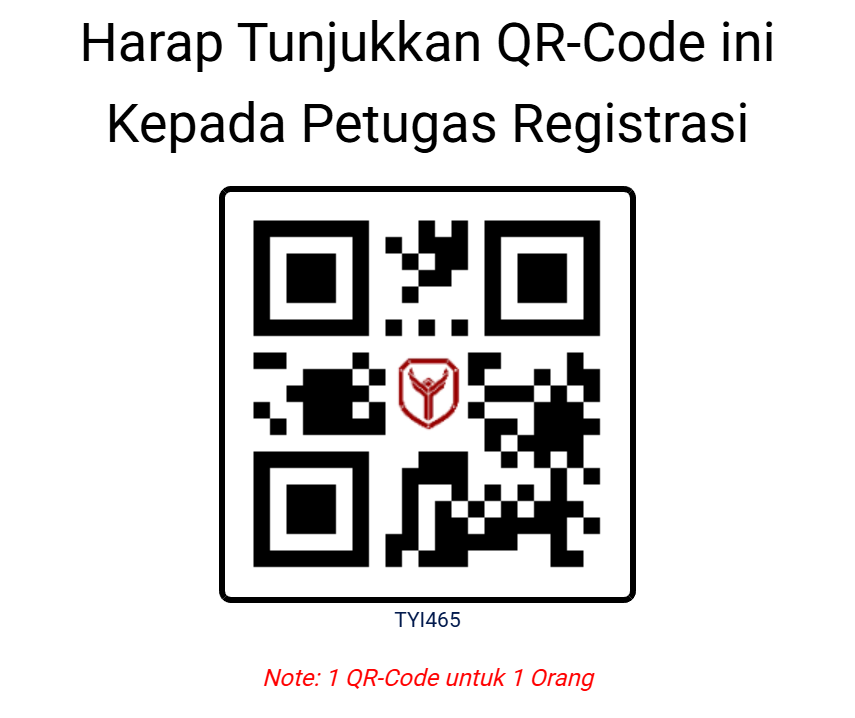 Harap Tunjukkan QR-Code ini
Kepada Petugas Registrasi
TYI465
Note: 1 QR-Code untuk 1 Orang